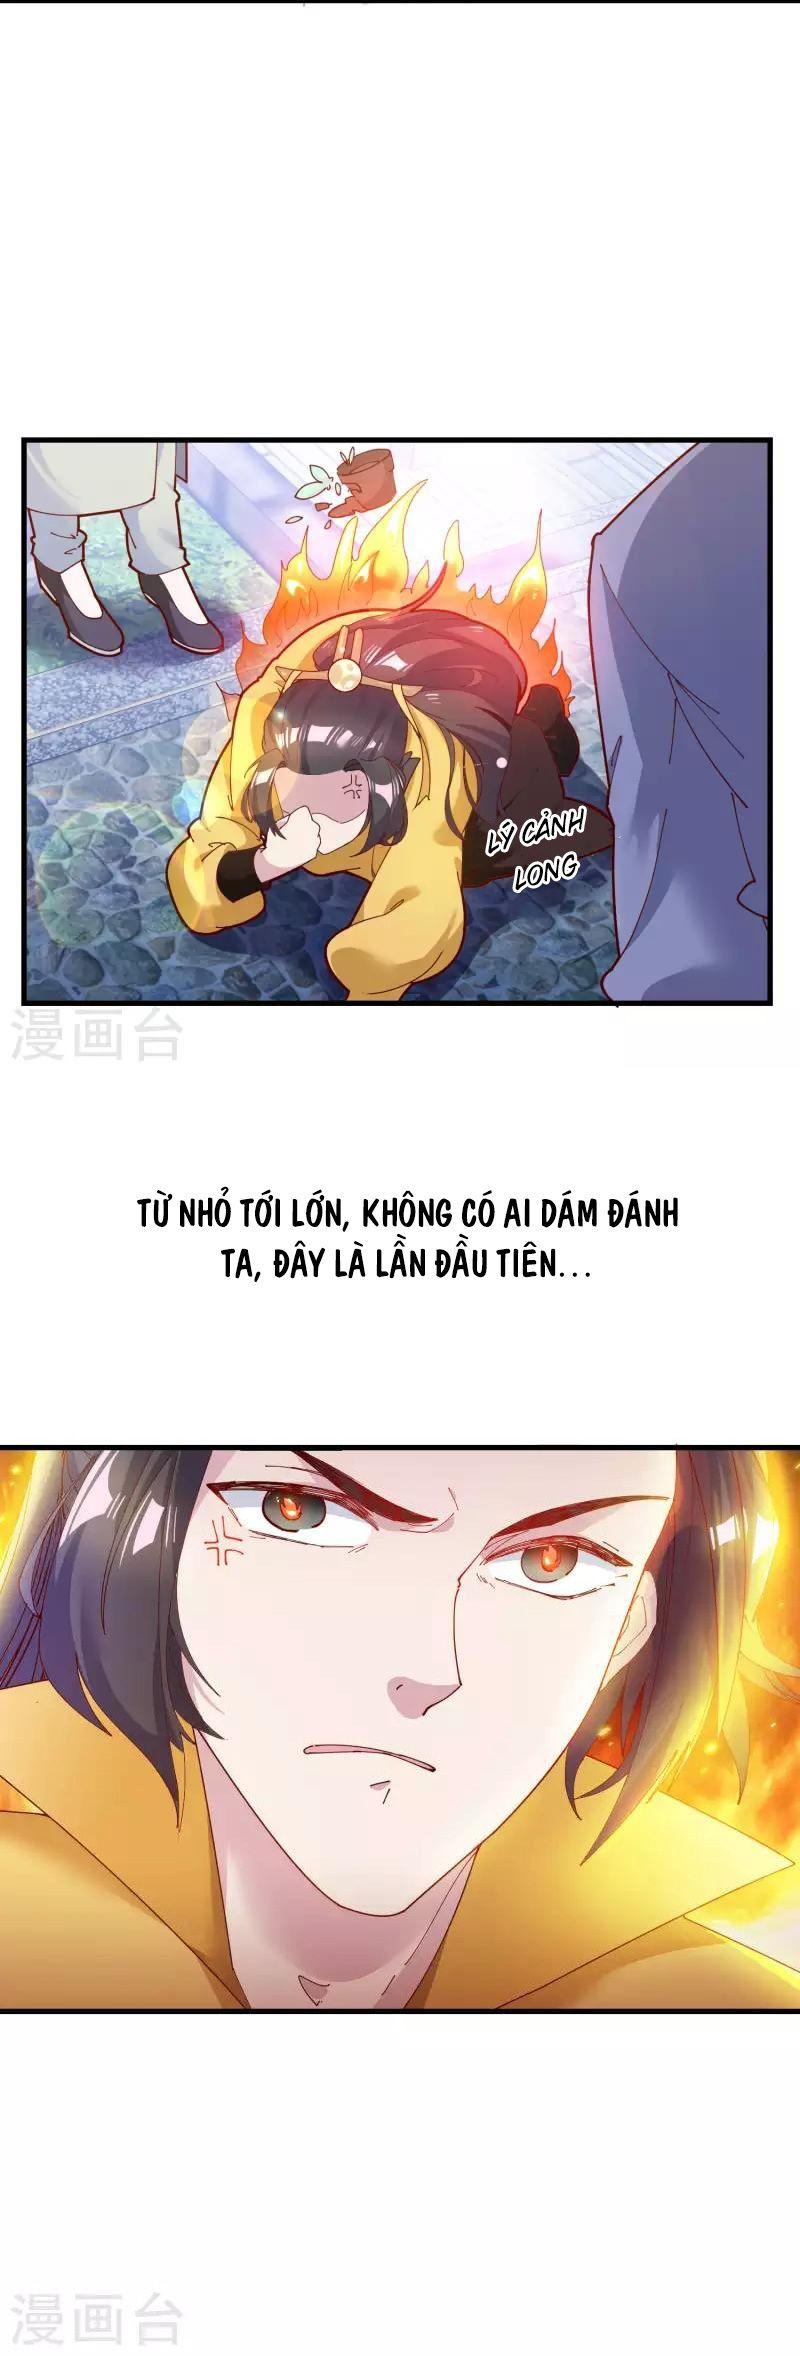 LÝ CẢNH
LONG
漫画台
TỪ NHỎ TỚI LỚN, KHÔNG CÓ AI DÁM ĐÁNH
TA, ĐÂY LÀ LẦN ĐẦU TIÊN...
漫画台